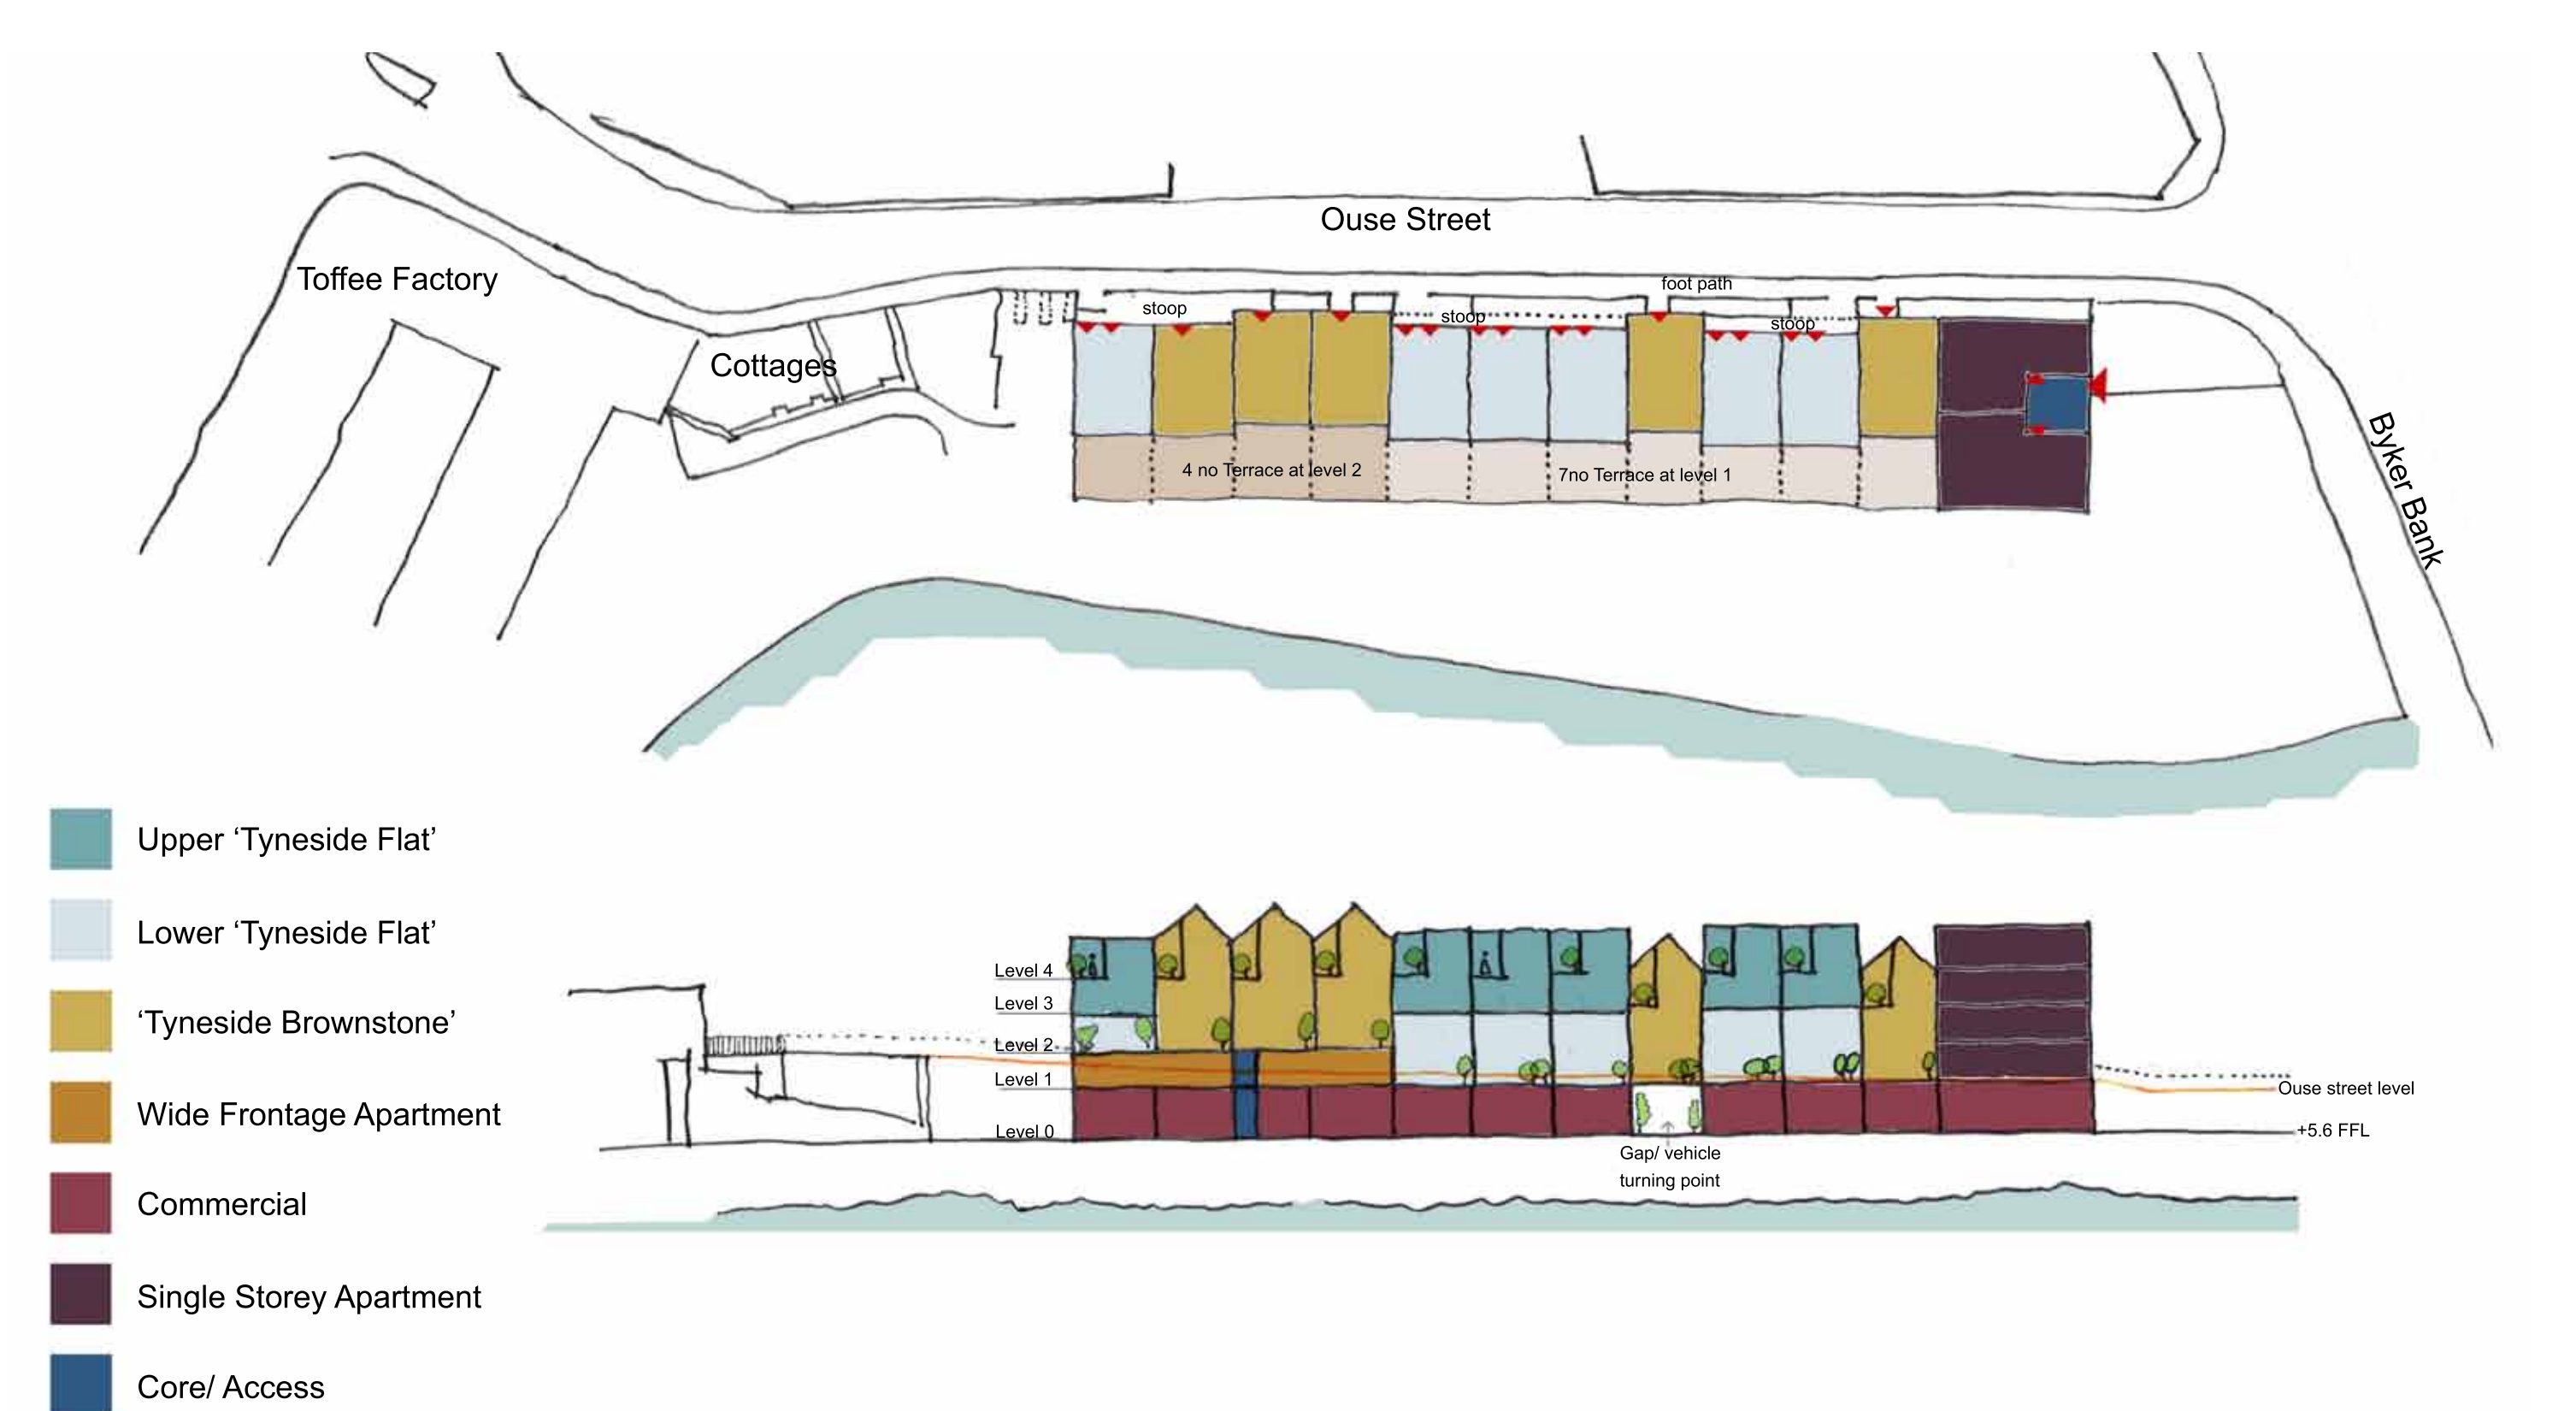 Ouse Street
Toffee Factory
foot path
stoop
stoop
stoop
Cottages
4 no Terrace at level 2
7no Terrace at level 1
Byker Bank
Upper ‘Tyneside Flat’
Lower ‘Tyneside Flat’
‘Tyneside Brownstone’
Wide Frontage Apartment
Commercial
Single Storey Apartment
Core/ Access
Level 4
Level 3
Level 2
Level 1
Level 0
Ouse street level
+5.6 FFL
Gap/ vehicle
turning point